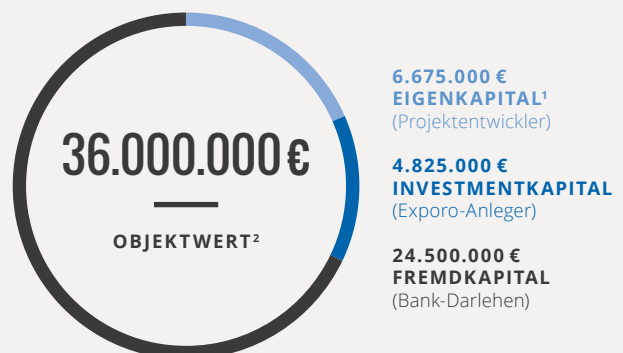 36.000.000 €
OBJEKTWERT²
6.675.000 €
EIGENKAPITAL¹
(Projektentwickler)
4.825.000 €
INVESTMENTKAPITAL
(Exporo-Anleger)
24.500.000 €
FREMDKAPITAL
(Bank-Darlehen)